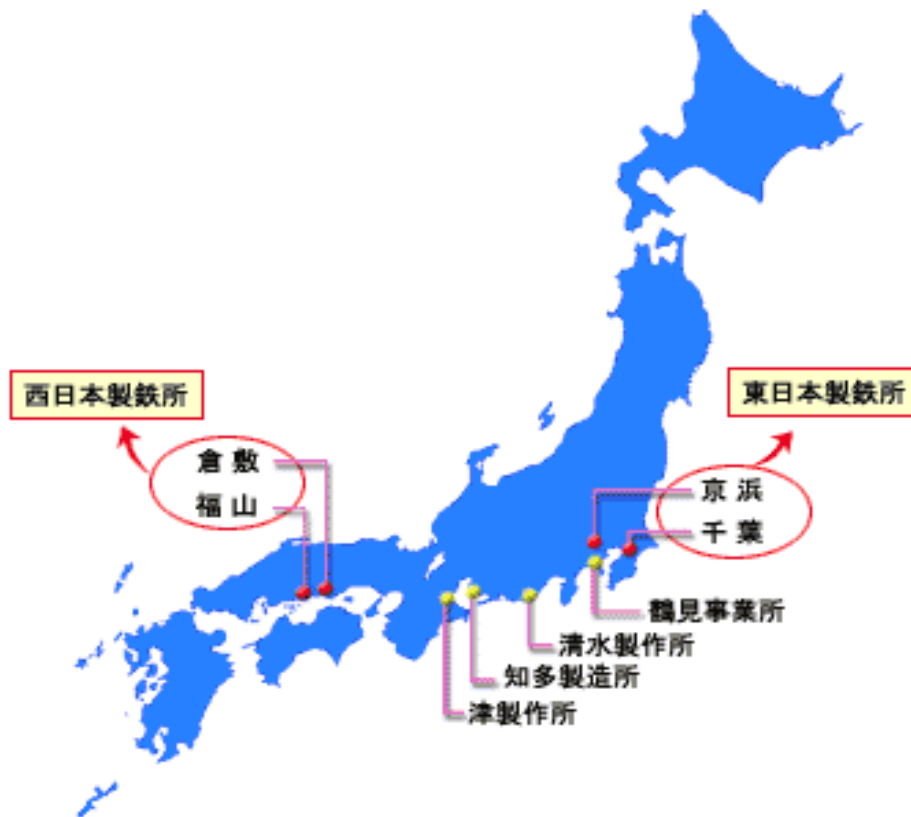 西日本製鉄所
東日本製鉄所
倉敷
福山
京浜
千葉
鶴見事業所
清水製作所
知多製造所
津製作所